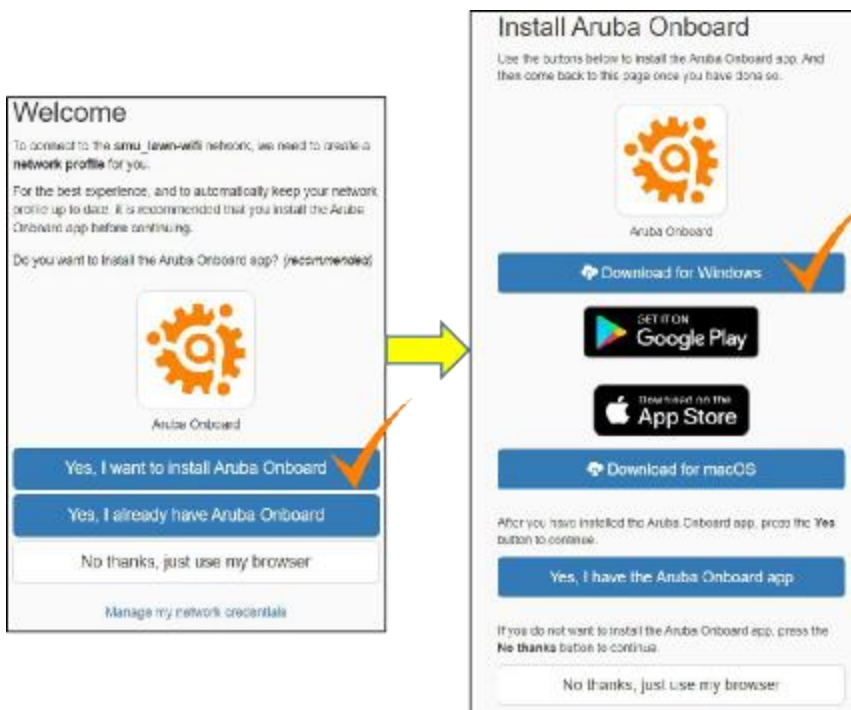 Welcome
To connect to the smu_lawn-wifi network, we need to create a
network profile for you.
For the best experience, and to automatically keep your network
profile up to date, it is recommended that you install the Aruba
Onboard app before continuing.
Do you want to install the Aruba Onboard app? (recommended)
Aruba Onboard
Yes, I want to install Aruba Onboard
Yes, I already have Aruba Onboard
No thanks, just use my browser
Manage my network credentials
Install Aruba Onboard
Use the buttons below to install the Aruba Onboard app. And
then come back to this page once you have done so.
Aruba Onboard
Download for Windows
GET IT ON
Google Play
Download on the
App Store
Download for macOS
After you have installed the Aruba Onboard app, press the Yes
button to continue.
Yes, I have the Aruba Onboard app
If you do not want to install the Aruba Onboard app, press the
No thanks button to continue.
No thanks, just use my browser